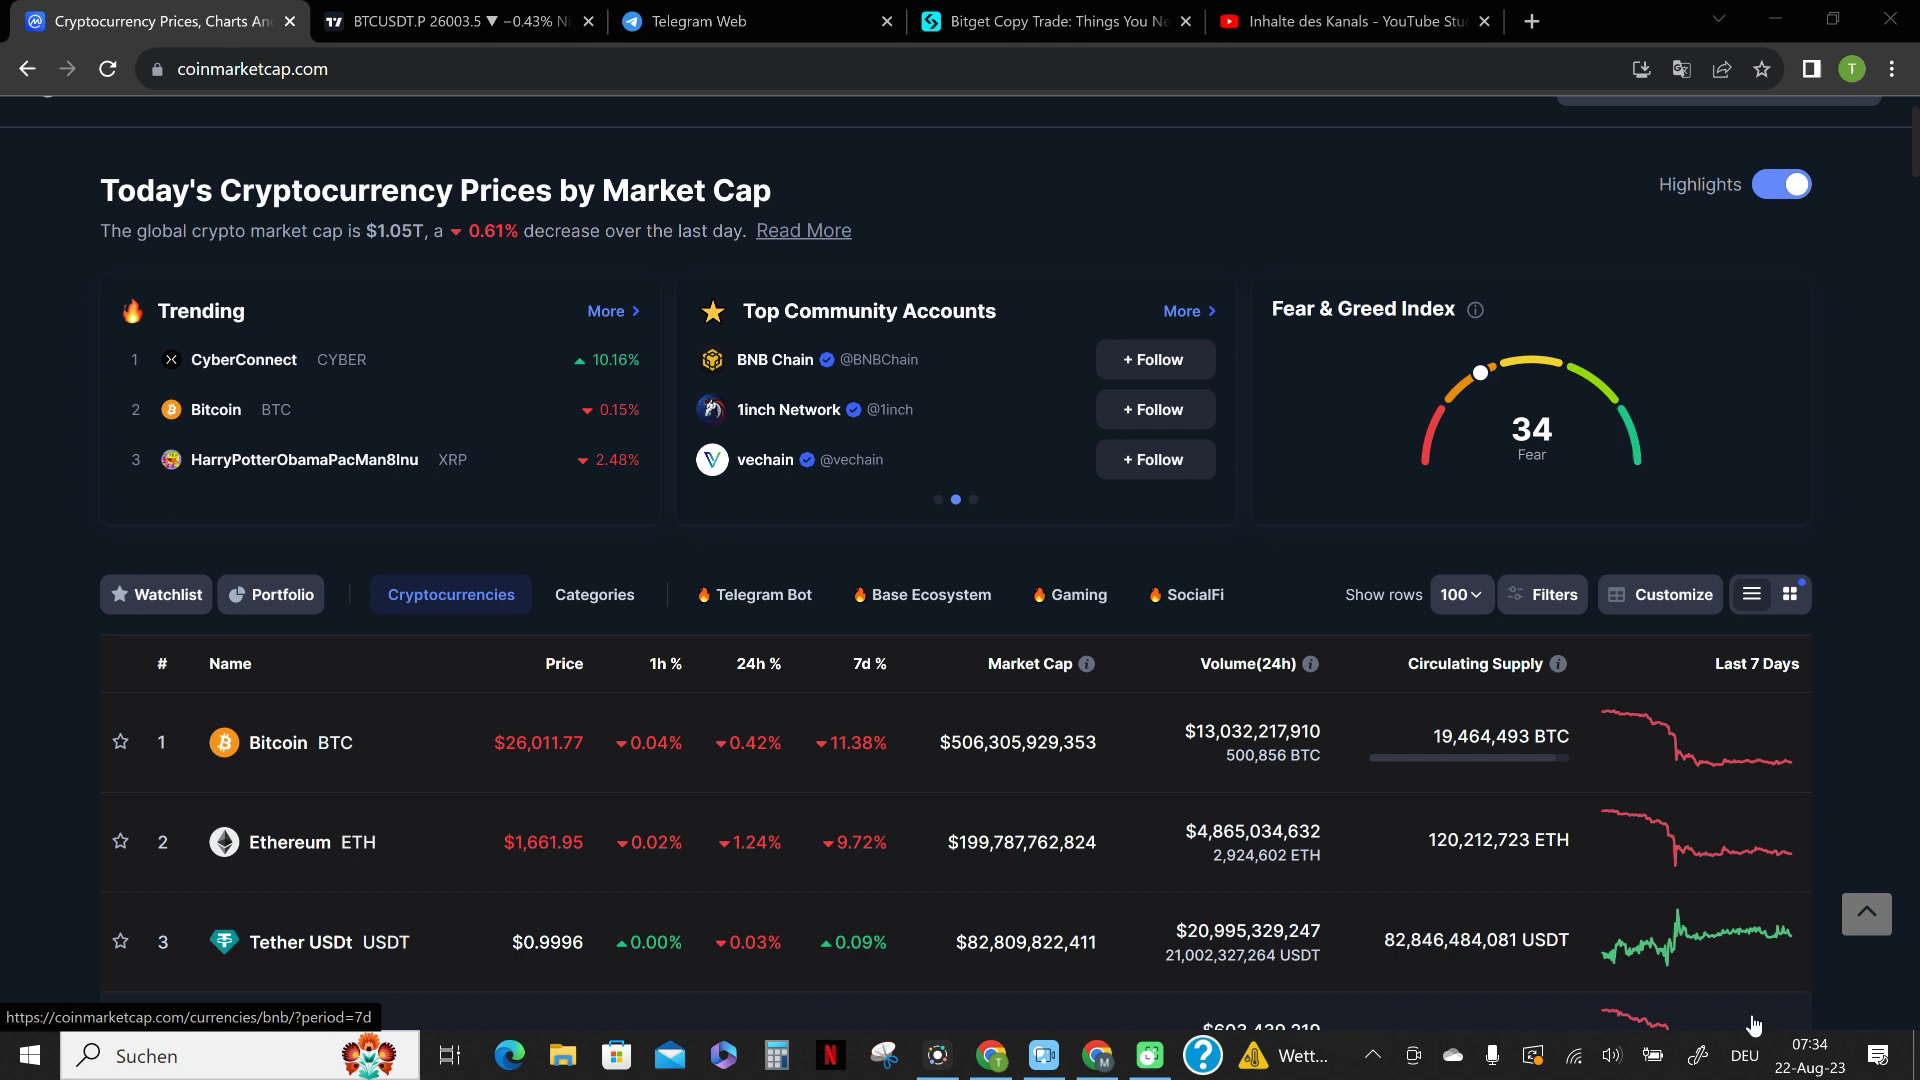 Cryptocurrency Prices, Charts An
BTCUSDT.P 26003.5 ▼ −0.43% Ni
Telegram Web
Bitget Copy Trade: Things You Ne
Inhalte des Kanals - YouTube Stu
coinmarketcap.com
T
Today's Cryptocurrency Prices by Market Cap
Highlights
The global crypto market cap is $1.05T, a ▼ 0.61% decrease over the last day. Read More
Trending
More >
1 CyberConnect CYBER ▲ 10.16%
2 Bitcoin BTC ▼ 0.15%
3 HarryPotterObamaPacMan8Inu XRP ▼ 2.48%
Top Community Accounts
More >
BNB Chain @BNBChain + Follow
1inch Network @1inch + Follow
vechain @vechain + Follow
Fear & Greed Index
34
Fear
Watchlist Portfolio Cryptocurrencies Categories Telegram Bot Base Ecosystem Gaming SocialFi Show rows 100 Filters Customize
# Name Price 1h % 24h % 7d % Market Cap Volume(24h) Circulating Supply Last 7 Days
1 Bitcoin BTC $26,011.77 ▼0.04% ▼0.42% ▼11.38% $506,305,929,353 $13,032,217,910 19,464,493 BTC
500,856 BTC
2 Ethereum ETH $1,661.95 ▼0.02% ▼1.24% ▼9.72% $199,787,762,824 $4,865,034,632 120,212,723 ETH
2,924,602 ETH
3 Tether USDt USDT $0.9996 ▲0.00% ▼0.03% ▲0.09% $82,809,822,411 $20,995,329,247 82,846,484,081 USDT
21,002,327,264 USDT
$603,439,219
https://coinmarketcap.com/currencies/bnb/?period=7d
Suchen
Wett...
DEU
07:34
22-Aug-23